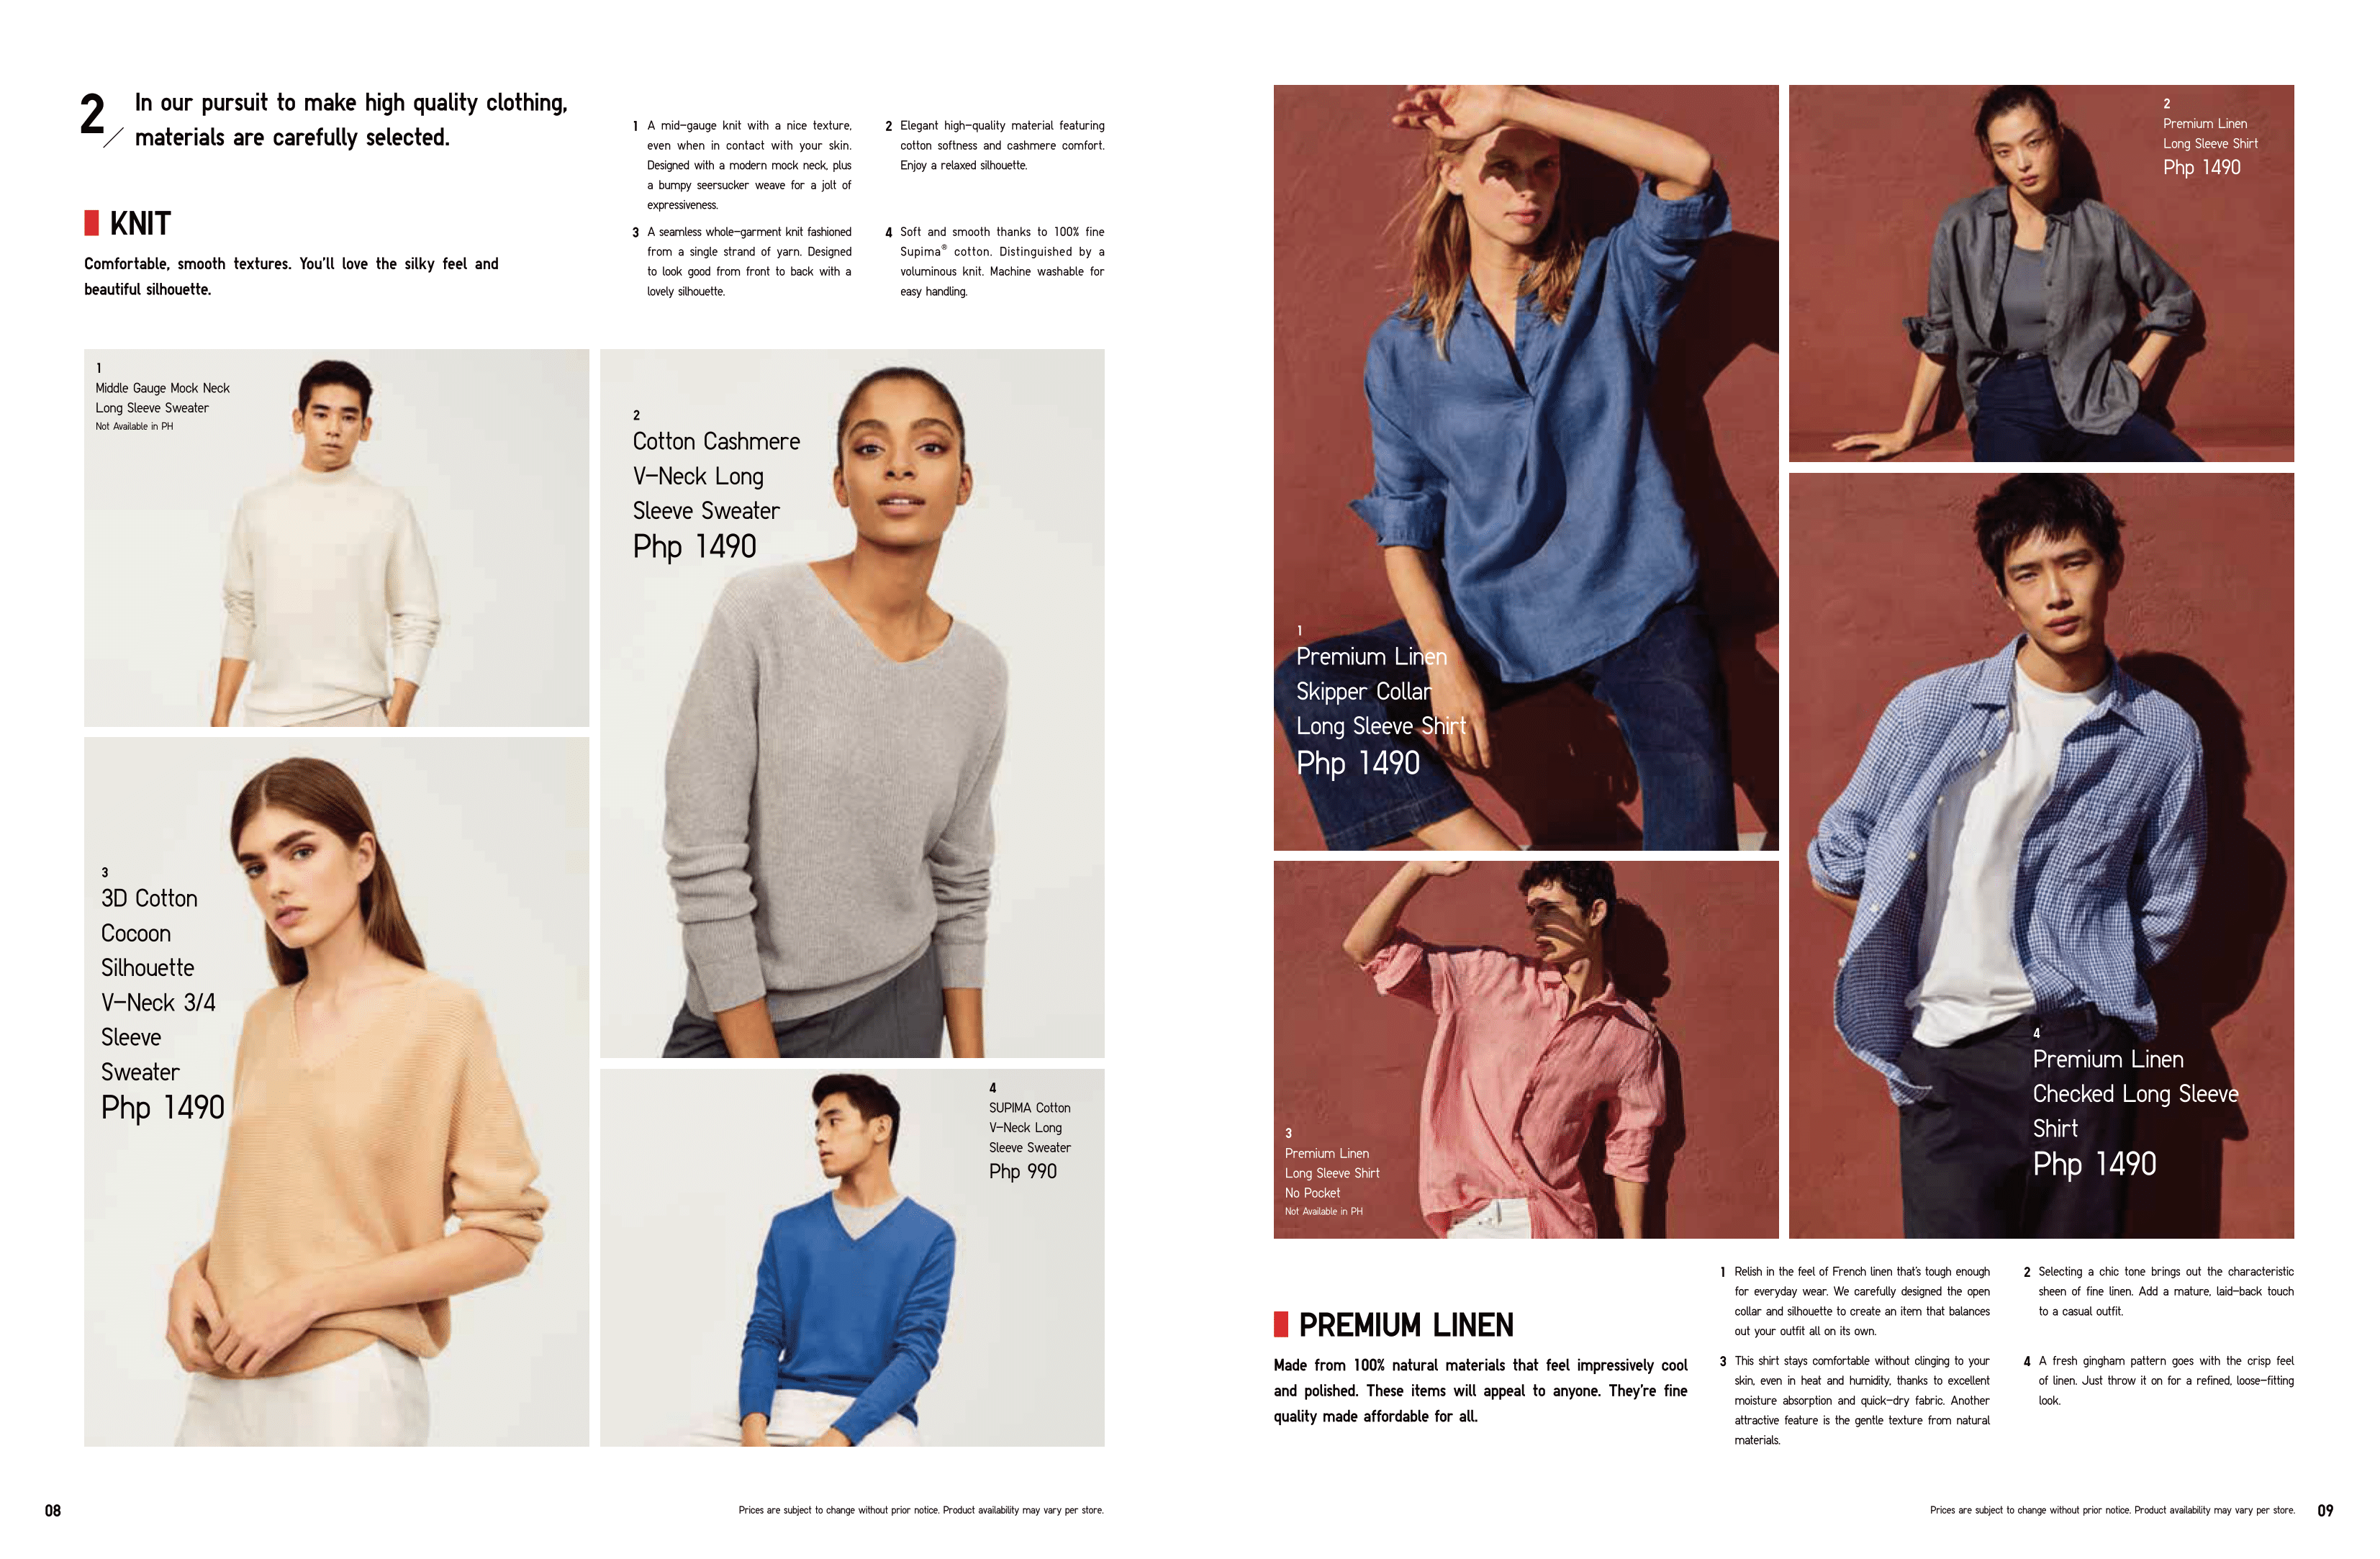 2
In our pursuit to make high quality clothing,
materials are carefully selected.
KNIT
Comfortable, smooth textures. You'll love the silky feel and
beautiful silhouette.
1 A mid-gauge knit with a nice texture,
even when in contact with your skin.
Designed with a modern mock neck, plus
a bumpy seersucker weave for a jolt of
expressiveness.
2 Elegant high-quality material featuring
cotton softness and cashmere comfort.
Enjoy a relaxed silhouette.
3 A seamless whole-garment knit fashioned
from a single strand of yarn. Designed
to look good from front to back with a
lovely silhouette.
4 Soft and smooth thanks to 100% fine
Supima® cotton. Distinguished by a
voluminous knit. Machine washable for
easy handling.
1
Middle Gauge Mock Neck
Long Sleeve Sweater
Not Available in PH
2
Cotton Cashmere
V-Neck Long
Sleeve Sweater
Php 1490
3
3D Cotton
Cocoon
Silhouette
V-Neck 3/4
Sleeve
Sweater
Php 1490
4
SUPIMA Cotton
V-Neck Long
Sleeve Sweater
Php 990
08
Prices are subject to change without prior notice. Product availability may vary per store.
1
Premium Linen
Skipper Collar
Long Sleeve Shirt
Php 1490
2
Premium Linen
Long Sleeve Shirt
Php 1490
3
Premium Linen
Long Sleeve Shirt
No Pocket
Not Available in PH
4
Premium Linen
Checked Long Sleeve
Shirt
Php 1490
PREMIUM LINEN
Made from 100% natural materials that feel impressively cool
and polished. These items will appeal to anyone. They're fine
quality made affordable for all.
1 Relish in the feel of French linen that's tough enough
for everyday wear. We carefully designed the open
collar and silhouette to create an item that balances
out your outfit all on its own.
2 Selecting a chic tone brings out the characteristic
sheen of fine linen. Add a mature, laid-back touch
to a casual outfit.
3 This shirt stays comfortable without clinging to your
skin, even in heat and humidity, thanks to excellent
moisture absorption and quick-dry fabric. Another
attractive feature is the gentle texture from natural
materials.
4 A fresh gingham pattern goes with the crisp feel
of linen. Just throw it on for a refined, loose-fitting
look.
Prices are subject to change without prior notice. Product availability may vary per store.
09